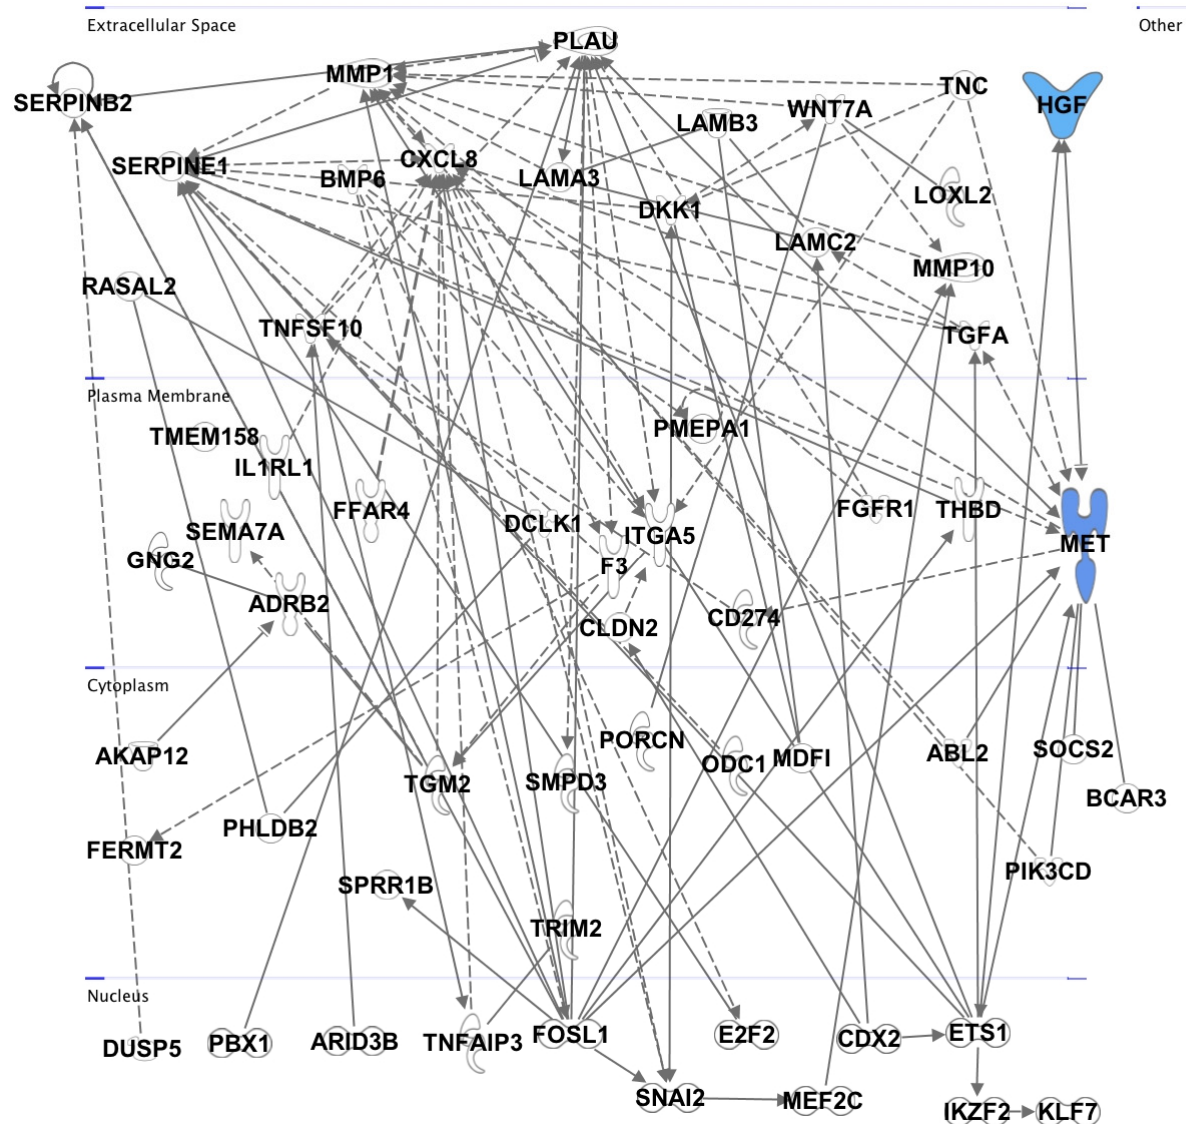 Extracellular Space
Other
PLAU
MMP1
SERPINB2
TNC
HGF
WNT7A
LAMB3
SERPINE1
CXCL8
BMP6
LAMA3
LOXL2
DKK1
LAMC2
MMP10
RASAL2
TNFSF10
TGFA
Plasma Membrane
TMEM158
PMEPA1
IL1RL1
FFAR4
FGFR1
THBD
SEMA7A
DCLK1
ITGA5
MET
GNG2
F3
ADRB2
CD274
CLDN2
Cytoplasm
PORCN
AKAP12
SOCS2
ABL2
MDFI
ODC1
TGM2
SMPD3
BCAR3
PHLDB2
FERMT2
PIK3CD
SPRR1B
TRIM2
Nucleus
DUSP5
PBX1
ARID3B
TNFAIP3
FOSL1
E2F2
CDX2
ETS1
SNAI2
MEF2C
IKZF2
KLF7